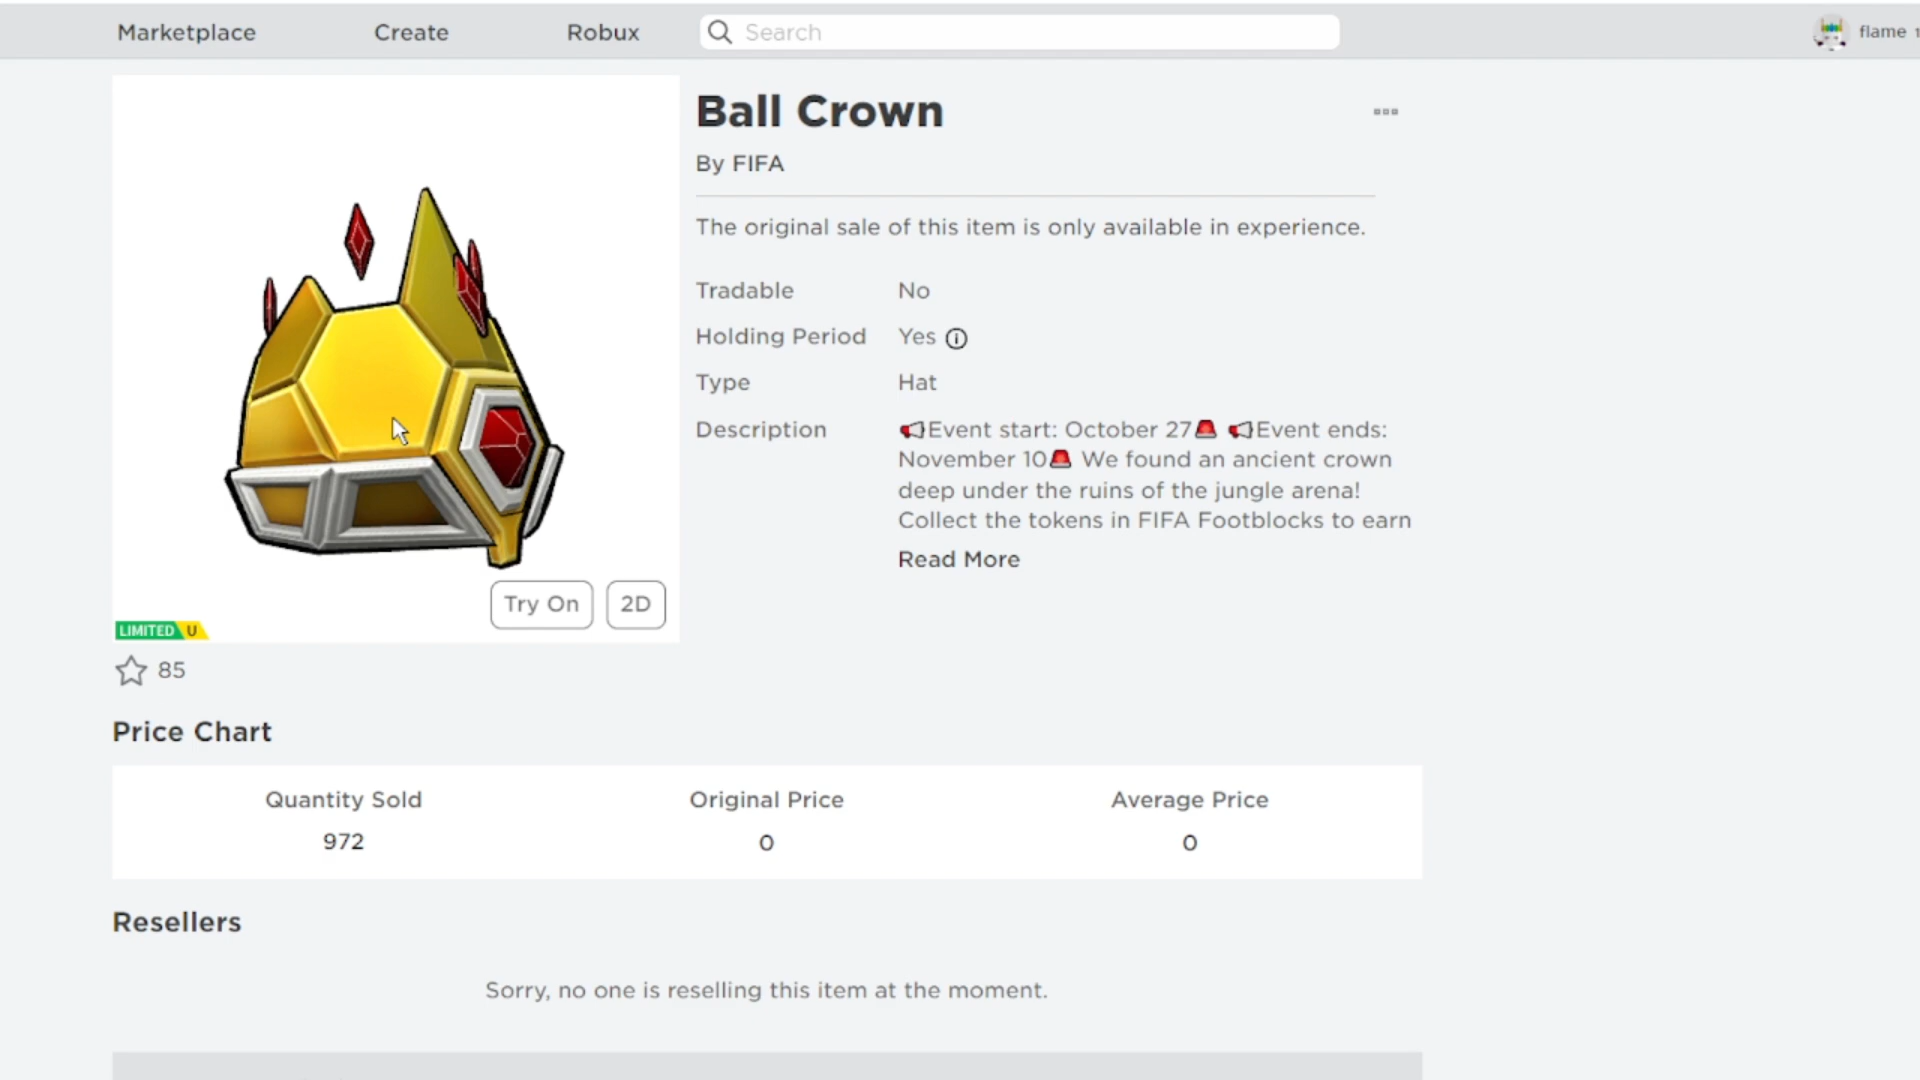 Marketplace
Create
Robux
Search
flame
Ball Crown
By FIFA
The original sale of this item is only available in experience.
Tradable No
Holding Period Yes
Type Hat
Description
📢Event start: October 27🚨 📢Event ends:
November 10🚨 We found an ancient crown
deep under the ruins of the jungle arena!
Collect the tokens in FIFA Footblocks to earn
Read More
Try On
2D
LIMITED U
85
Price Chart
Quantity Sold
972
Original Price
0
Average Price
0
Resellers
Sorry, no one is reselling this item at the moment.